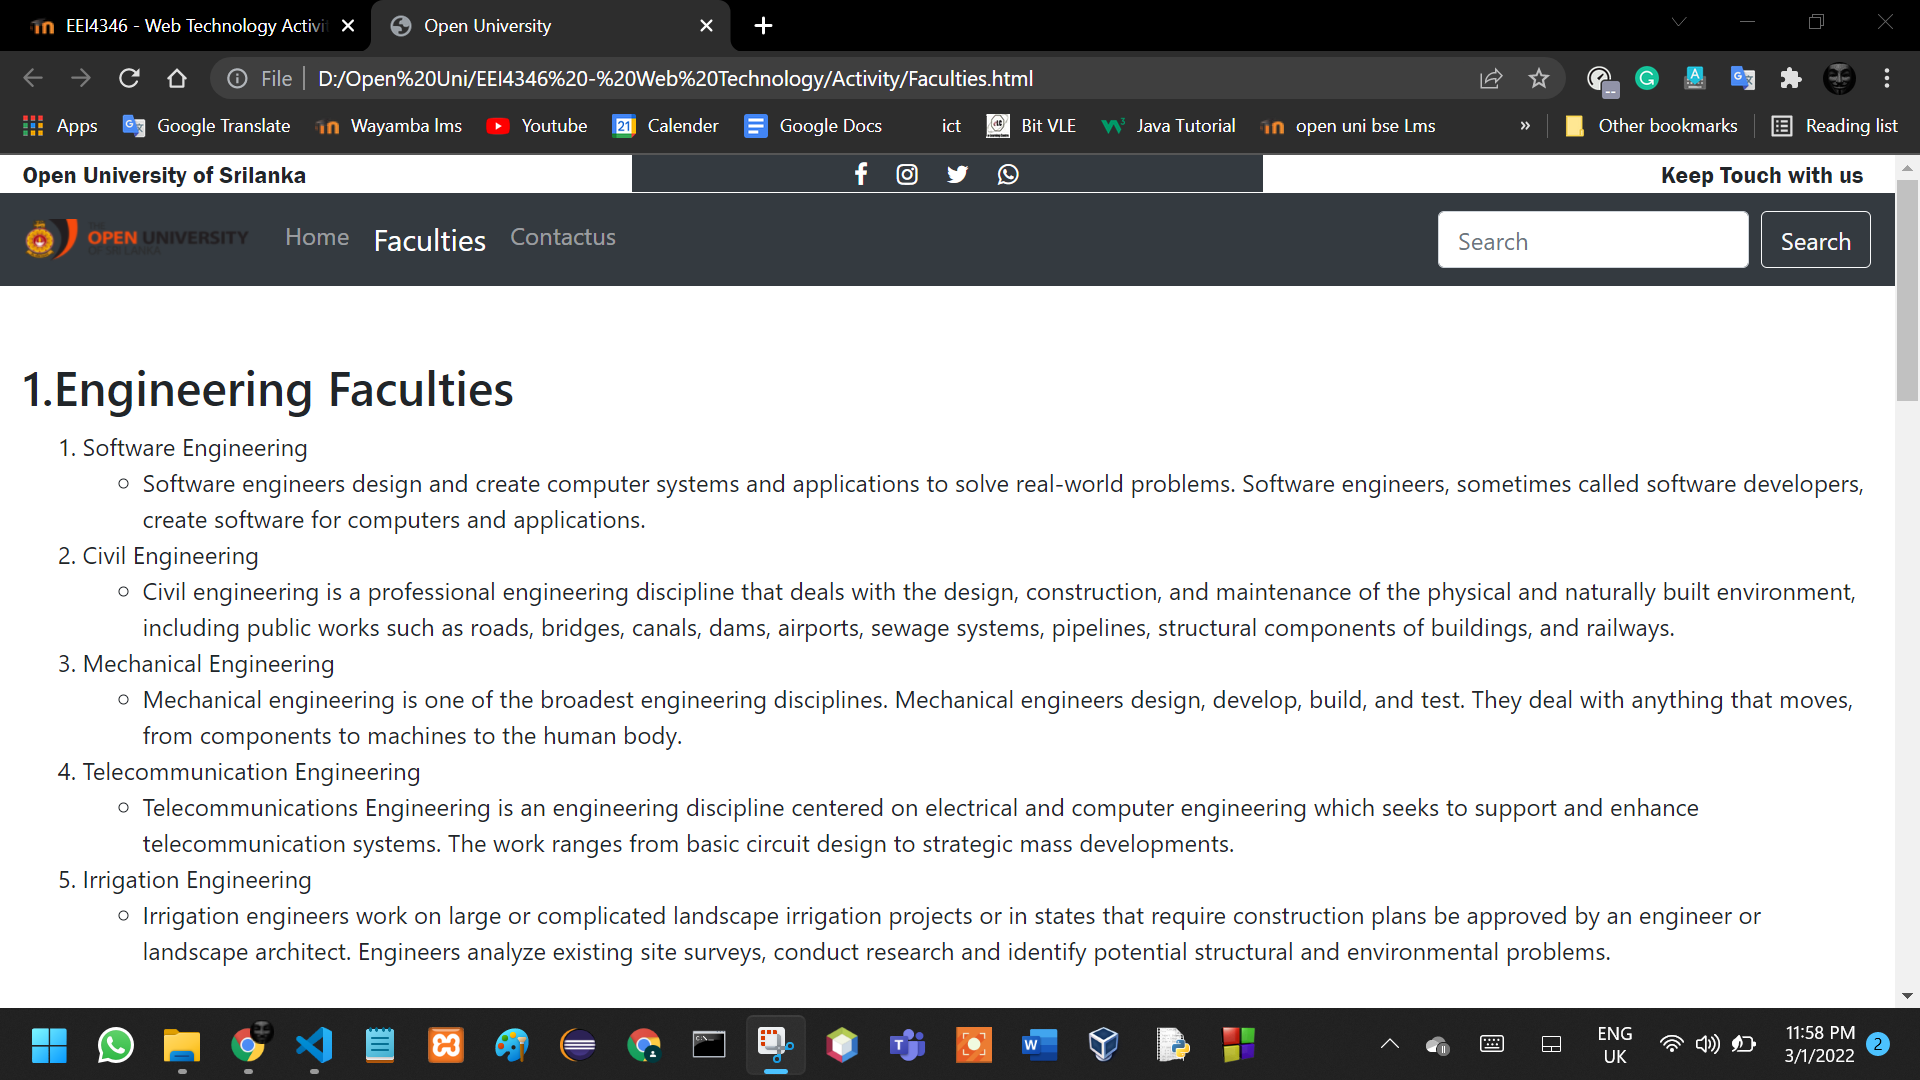 EEI4346 - Web Technology Activi
Open University
File
D:/Open%20Uni/EEI4346%20-%20Web%20Technology/Activity/Faculties.html
Apps
Google Translate
Wayamba lms
Youtube
21
Calender
Google Docs
ict
Bit VLE
Java Tutorial
open uni bse Lms
»
Other bookmarks
Reading list
Open University of Srilanka
Keep Touch with us
OPEN UNIVERSITY
OF SRI LANKA
Home
Faculties
Contactus
Search
Search
1.Engineering Faculties
1. Software Engineering
Software engineers design and create computer systems and applications to solve real-world problems. Software engineers, sometimes called software developers,
create software for computers and applications.
2. Civil Engineering
Civil engineering is a professional engineering discipline that deals with the design, construction, and maintenance of the physical and naturally built environment,
including public works such as roads, bridges, canals, dams, airports, sewage systems, pipelines, structural components of buildings, and railways.
3. Mechanical Engineering
Mechanical engineering is one of the broadest engineering disciplines. Mechanical engineers design, develop, build, and test. They deal with anything that moves,
from components to machines to the human body.
4. Telecommunication Engineering
Telecommunications Engineering is an engineering discipline centered on electrical and computer engineering which seeks to support and enhance
telecommunication systems. The work ranges from basic circuit design to strategic mass developments.
5. Irrigation Engineering
Irrigation engineers work on large or complicated landscape irrigation projects or in states that require construction plans be approved by an engineer or
landscape architect. Engineers analyze existing site surveys, conduct research and identify potential structural and environmental problems.
ENG
UK
11:58 PM
3/1/2022
2